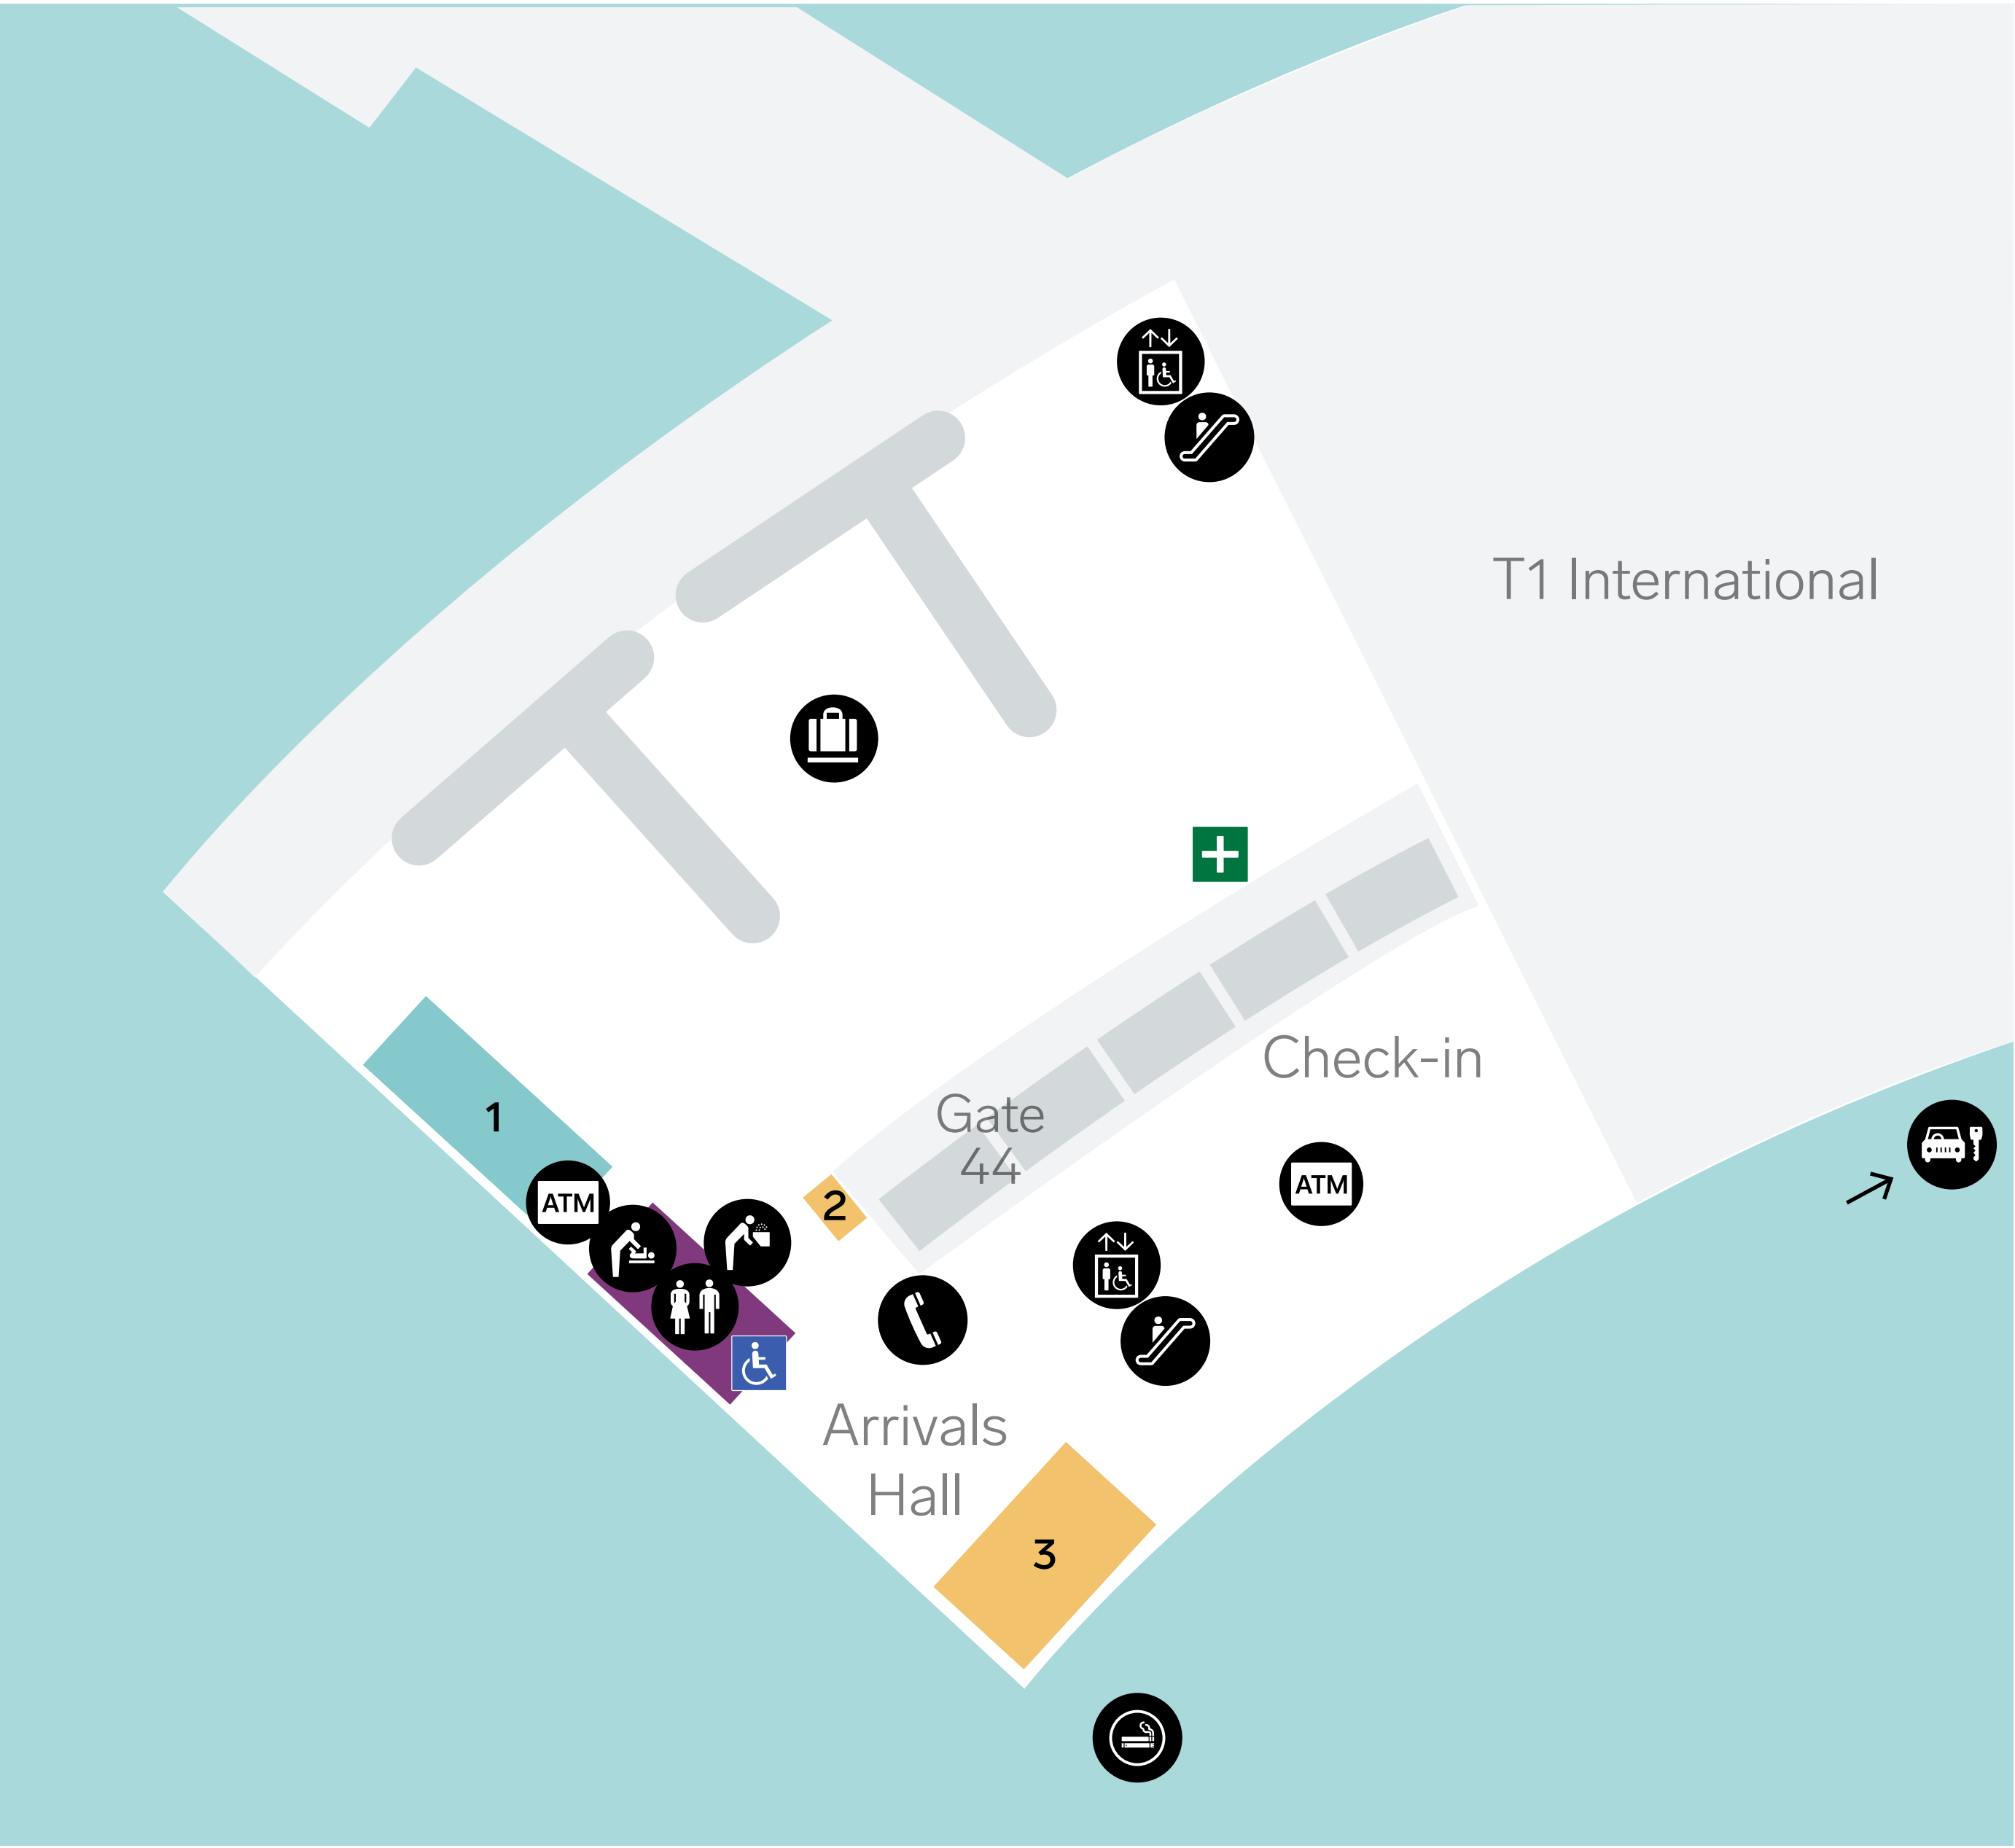 T1 International
Check-in
Gate
44
1
2
ATM
ATM
Arrivals
Hall
3